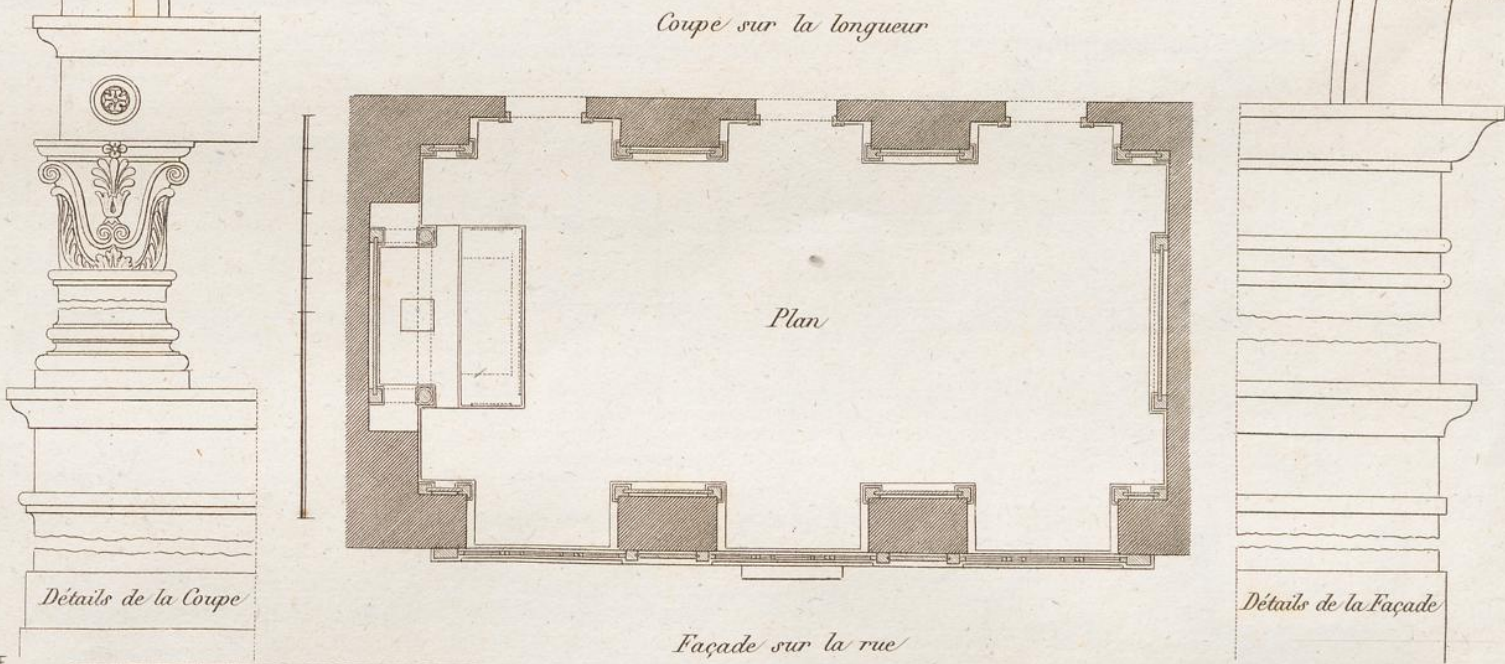 Coupe sur la longueur
Plan
Détails de la Coupe
Détails de la Façade
Façade sur la rue